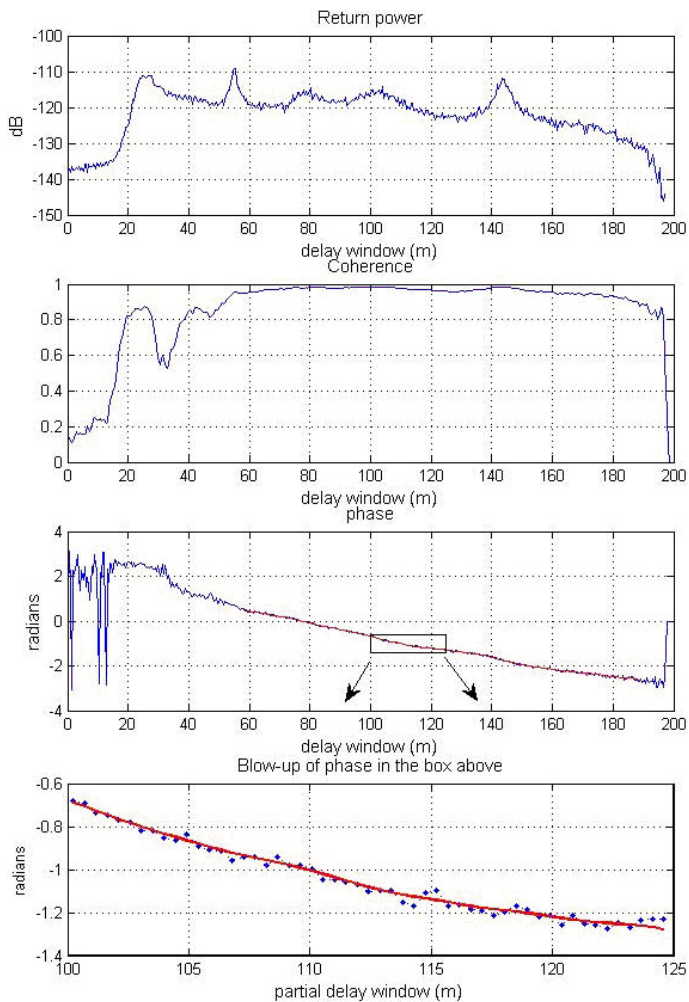 Return power
-100
-110
-120
-130
-140
-150
dB
0 20 40 60 80 100 120 140 160 180 200
delay window (m)
Coherence
1
0.8
0.6
0.4
0.2
0
0 20 40 60 80 100 120 140 160 180 200
delay window (m)
phase
4
2
0
-2
-4
radians
0 20 40 60 80 100 120 140 160 180 200
delay window (m)
Blow-up of phase in the box above
-0.6
-0.8
-1
-1.2
-1.4
radians
100 105 110 115 120 125
partial delay window (m)